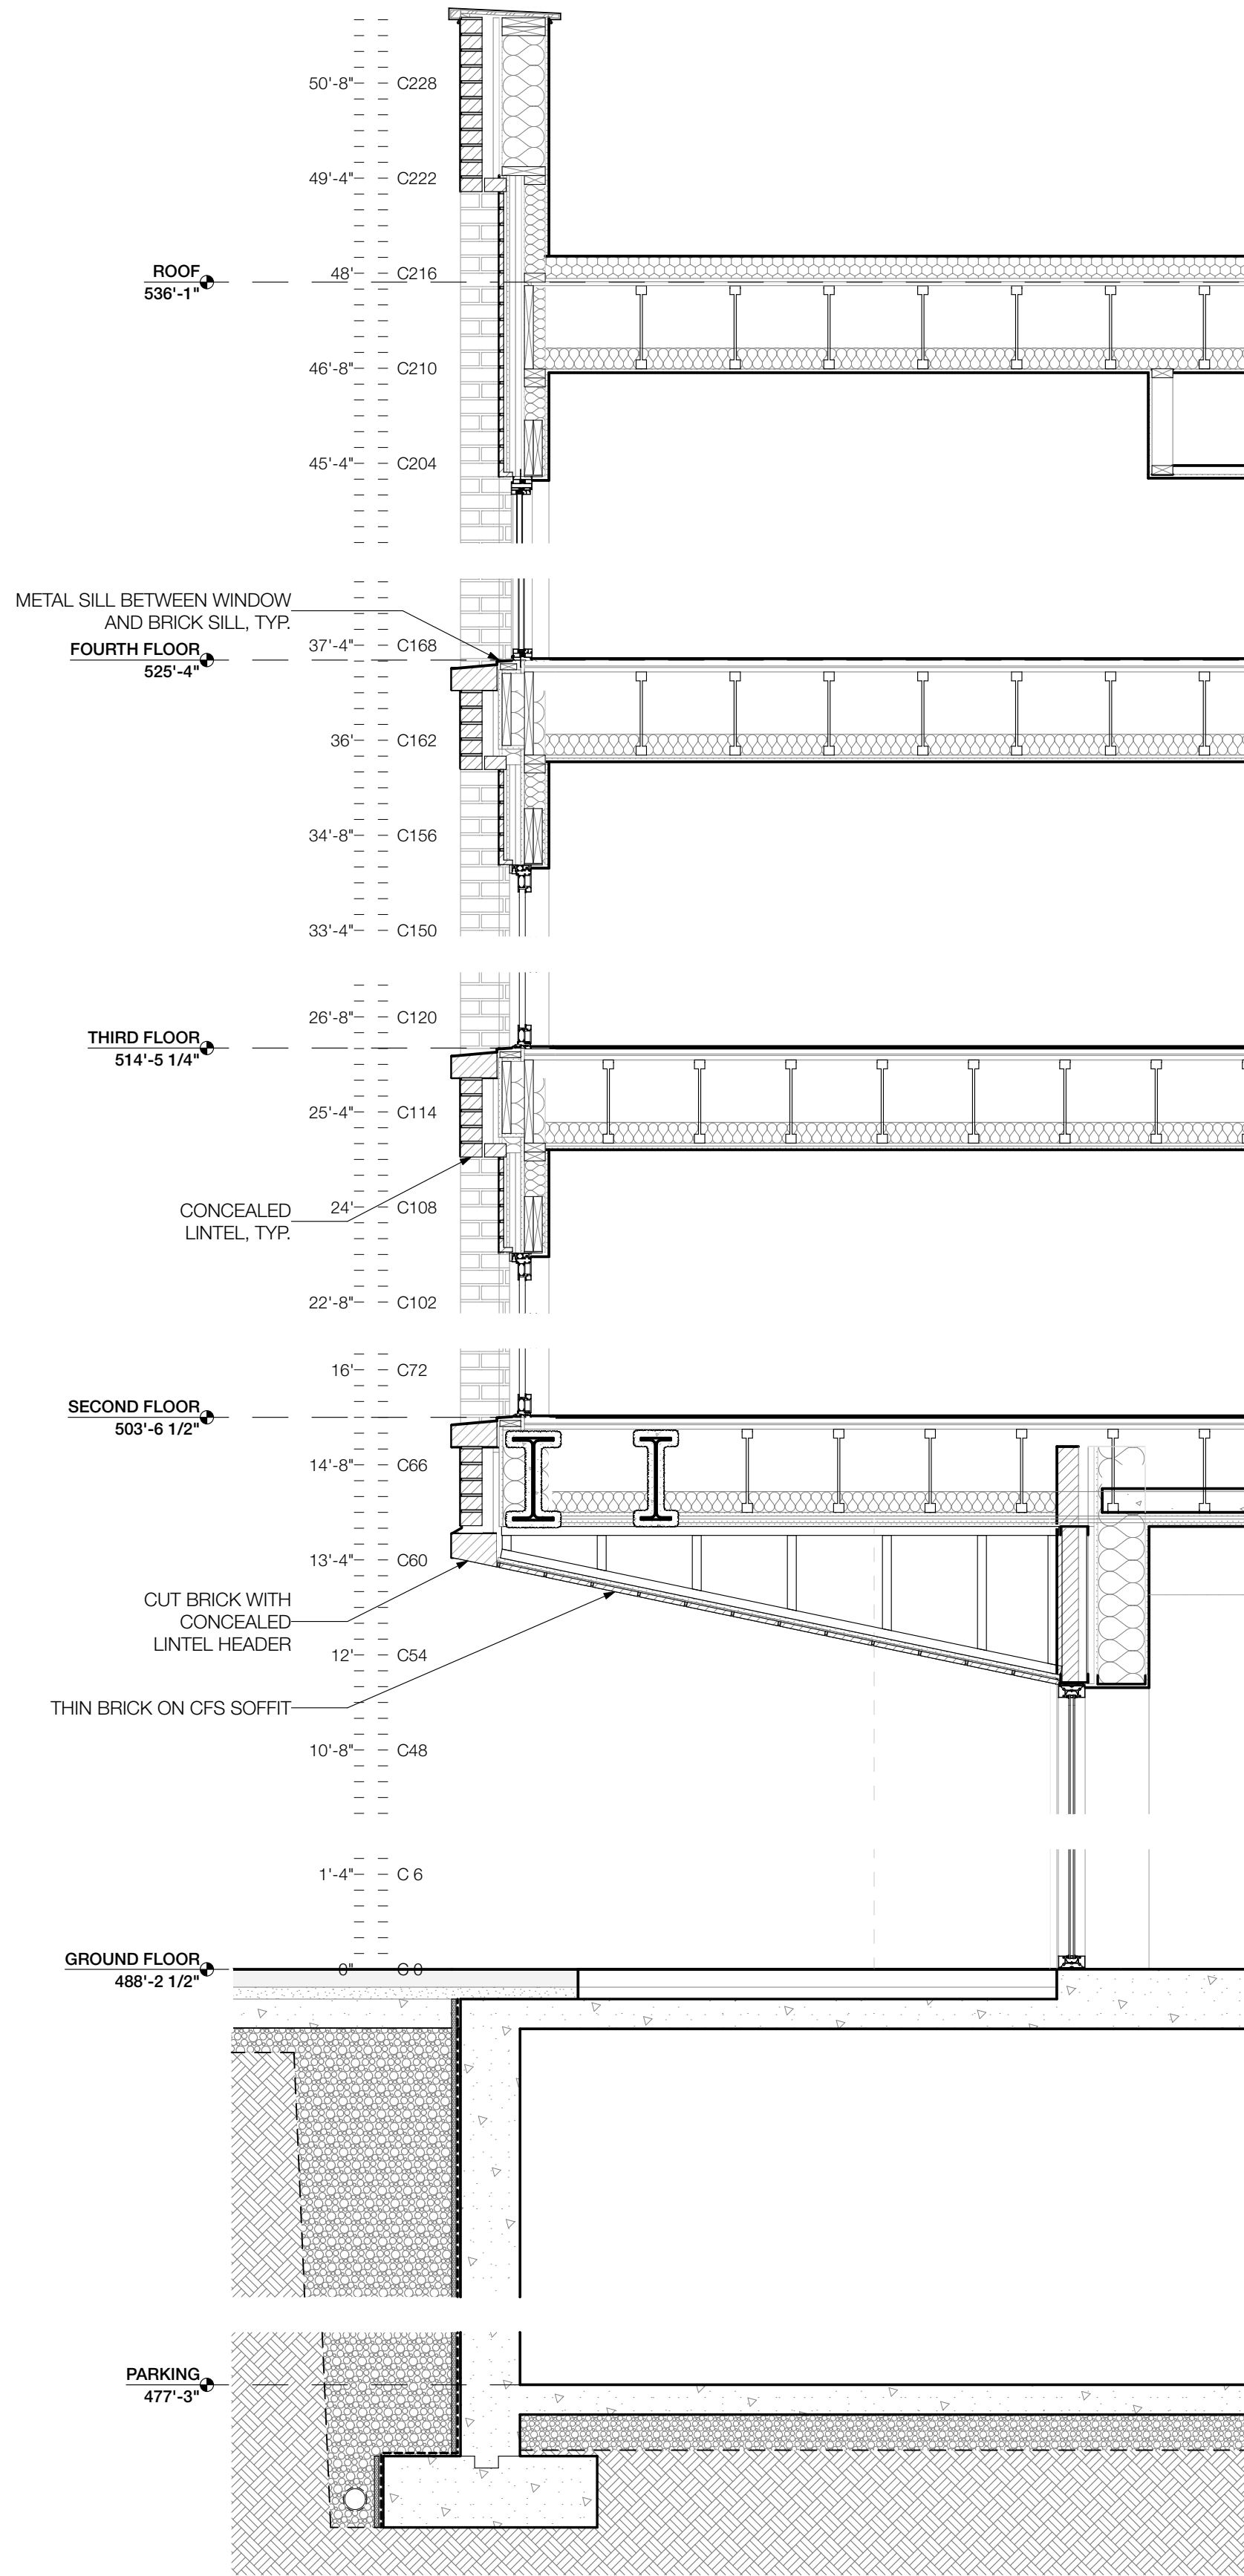 50'-8" C228
49'-4" C222
48' C216
ROOF
536'-1"
46'-8" C210
45'-4" C204
METAL SILL BETWEEN WINDOW
AND BRICK SILL, TYP.
37'-4" C168
FOURTH FLOOR
525'-4"
36' C162
34'-8" C156
33'-4" C150
26'-8" C120
THIRD FLOOR
514'-5 1/4"
25'-4" C114
CONCEALED
LINTEL, TYP.
24' C108
22'-8" C102
16' C72
SECOND FLOOR
503'-6 1/2"
14'-8" C66
13'-4" C60
CUT BRICK WITH
CONCEALED
LINTEL HEADER
12' C54
THIN BRICK ON CFS SOFFIT
10'-8" C48
1'-4" C 6
GROUND FLOOR
488'-2 1/2"
0" C 0
PARKING
477'-3"